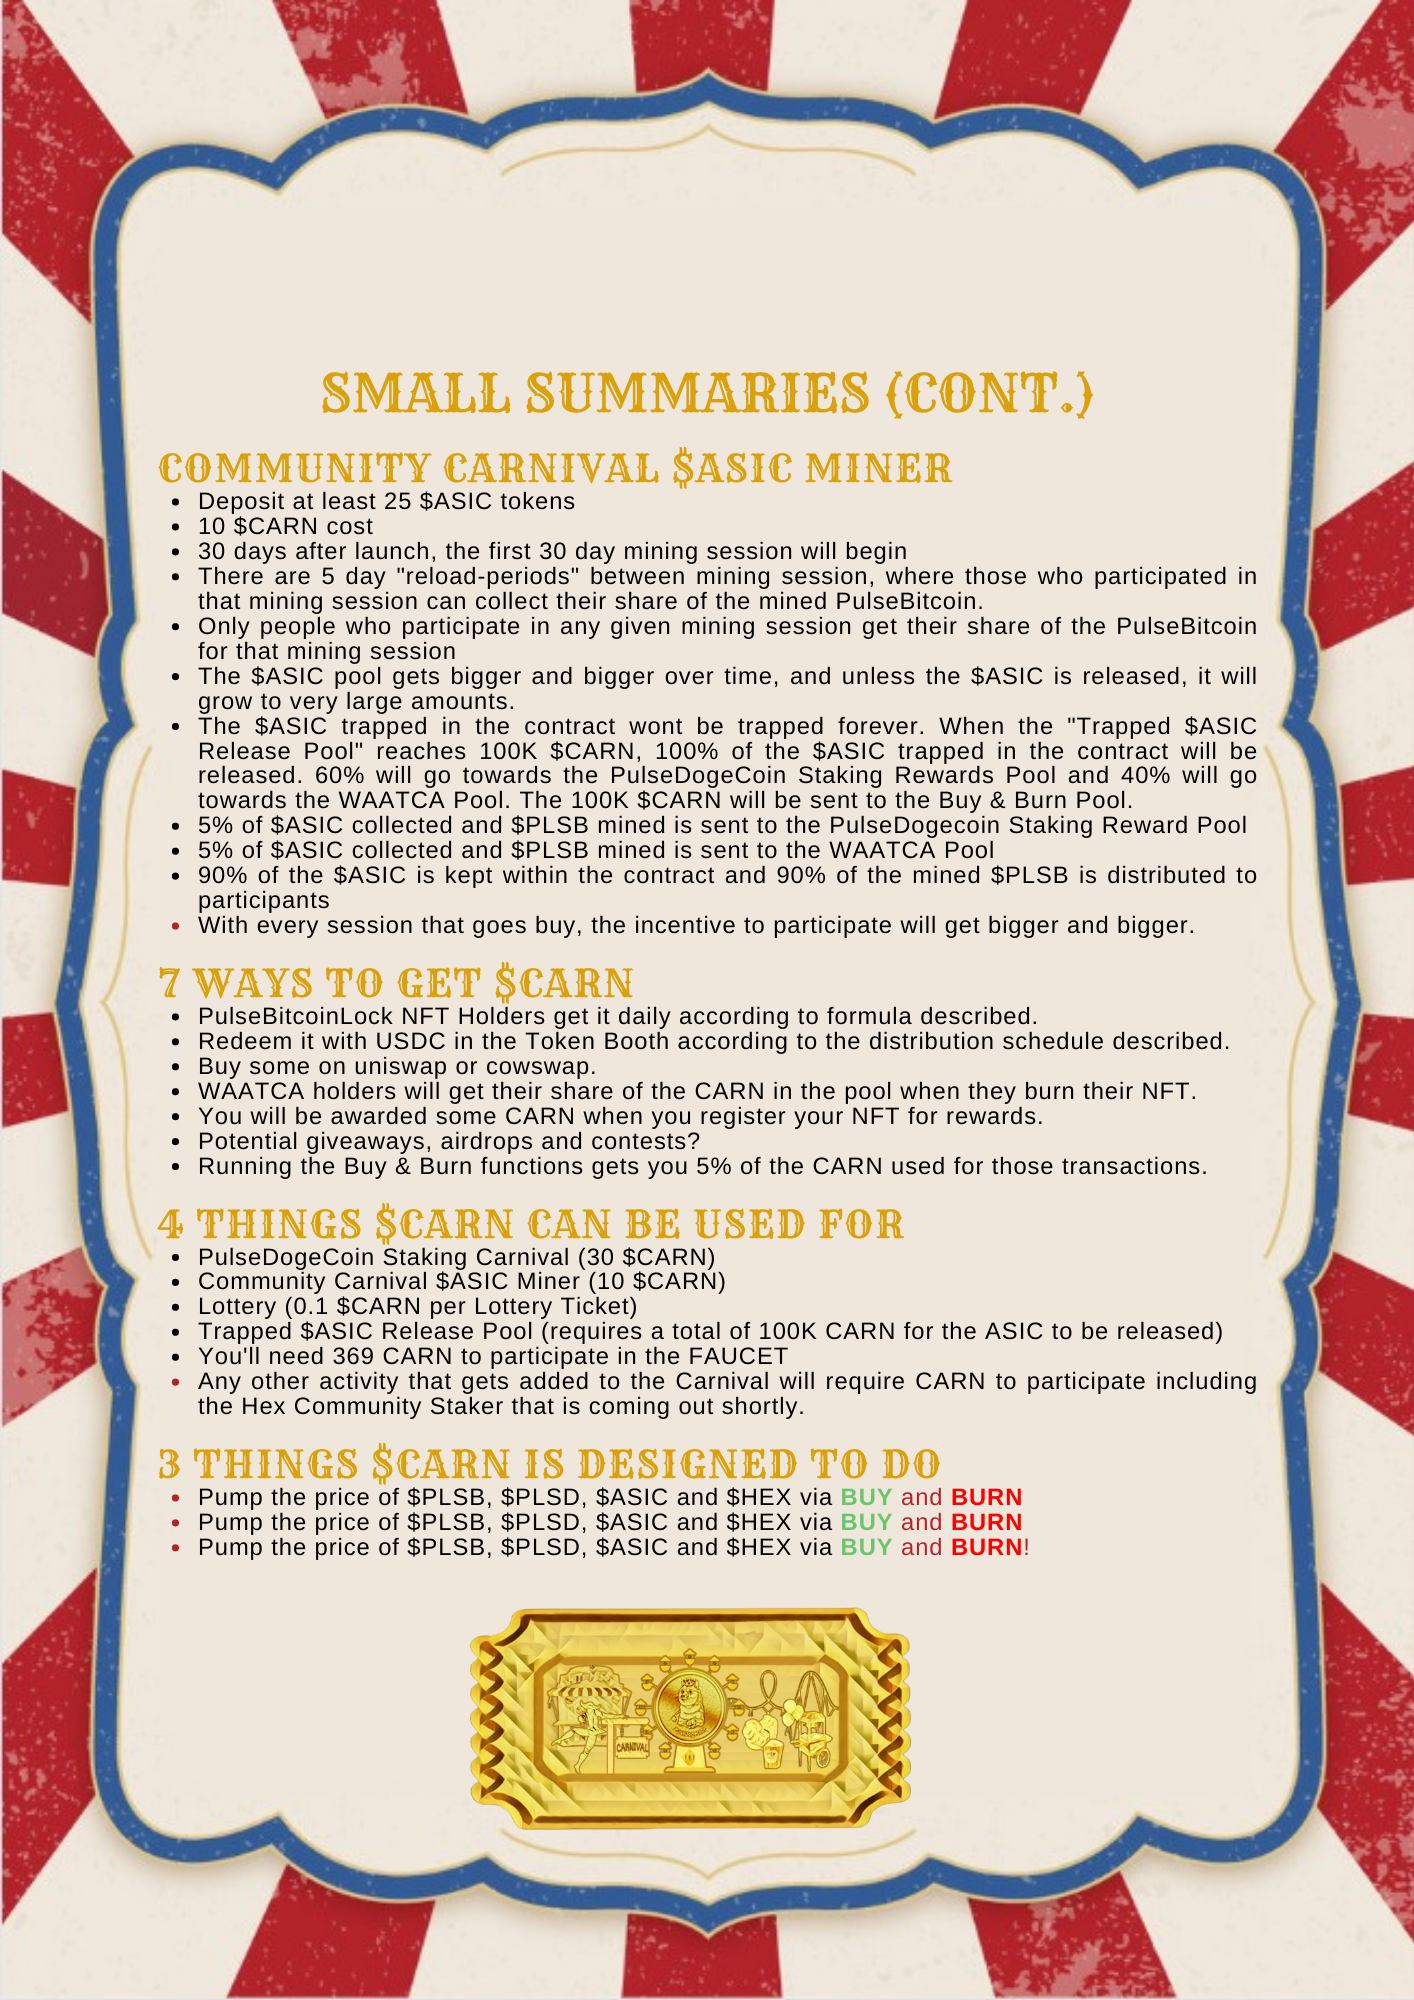 SMALL SUMMARIES (CONT.)
COMMUNITY CARNIVAL $ASIC MINER
• Deposit at least 25 $ASIC tokens
• 10 $CARN cost
• 30 days after launch, the first 30 day mining session will begin
• There are 5 day "reload-periods" between mining session, where those who participated in
that mining session can collect their share of the mined PulseBitcoin.
• Only people who participate in any given mining session get their share of the PulseBitcoin
for that mining session
• The $ASIC pool gets bigger and bigger over time, and unless the $ASIC is released, it will
grow to very large amounts.
• The $ASIC trapped in the contract wont be trapped forever. When the "Trapped $ASIC
Release Pool" reaches 100K $CARN, 100% of the $ASIC trapped in the contract will be
released. 60% will go towards the PulseDogeCoin Staking Rewards Pool and 40% will go
towards the WAATCA Pool. The 100K $CARN will be sent to the Buy & Burn Pool.
• 5% of $ASIC collected and $PLSB mined is sent to the PulseDogecoin Staking Reward Pool
• 5% of $ASIC collected and $PLSB mined is sent to the WAATCA Pool
• 90% of the $ASIC is kept within the contract and 90% of the mined $PLSB is distributed to
participants
• With every session that goes buy, the incentive to participate will get bigger and bigger.
7 WAYS TO GET $CARN
• PulseBitcoinLock NFT Holders get it daily according to formula described.
• Redeem it with USDC in the Token Booth according to the distribution schedule described.
• Buy some on uniswap or cowswap.
• WAATCA holders will get their share of the CARN in the pool when they burn their NFT.
• You will be awarded some CARN when you register your NFT for rewards.
• Potential giveaways, airdrops and contests?
• Running the Buy & Burn functions gets you 5% of the CARN used for those transactions.
4 THINGS $CARN CAN BE USED FOR
• PulseDogeCoin Staking Carnival (30 $CARN)
• Community Carnival $ASIC Miner (10 $CARN)
• Lottery (0.1 $CARN per Lottery Ticket)
• Trapped $ASIC Release Pool (requires a total of 100K CARN for the ASIC to be released)
• You'll need 369 CARN to participate in the FAUCET
• Any other activity that gets added to the Carnival will require CARN to participate including
the Hex Community Staker that is coming out shortly.
3 THINGS $CARN IS DESIGNED TO DO
• Pump the price of $PLSB, $PLSD, $ASIC and $HEX via BUY and BURN
• Pump the price of $PLSB, $PLSD, $ASIC and $HEX via BUY and BURN
• Pump the price of $PLSB, $PLSD, $ASIC and $HEX via BUY and BURN!
CARNIVAL